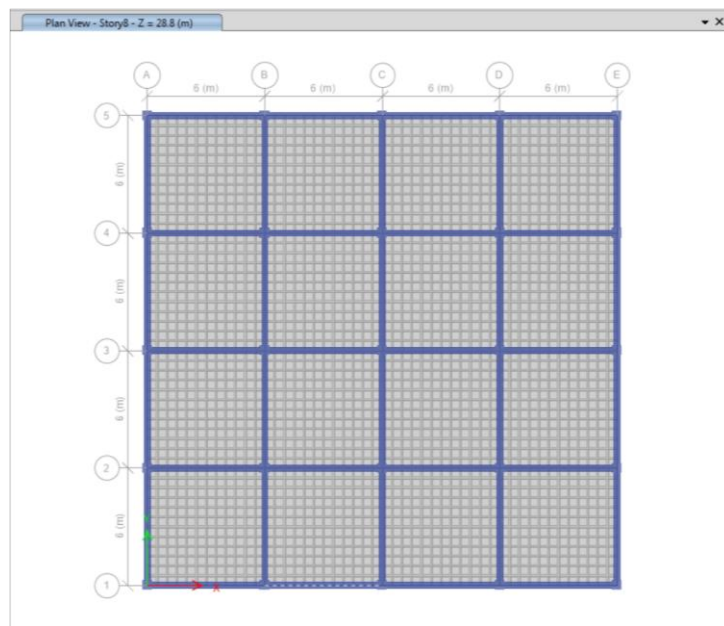 Plan View - Story8 - Z = 28.8 (m)
A B C D E
6 (m) 6 (m) 6 (m) 6 (m)
5
6 (m)
4
6 (m)
3
6 (m)
2
6 (m)
Y
1
X